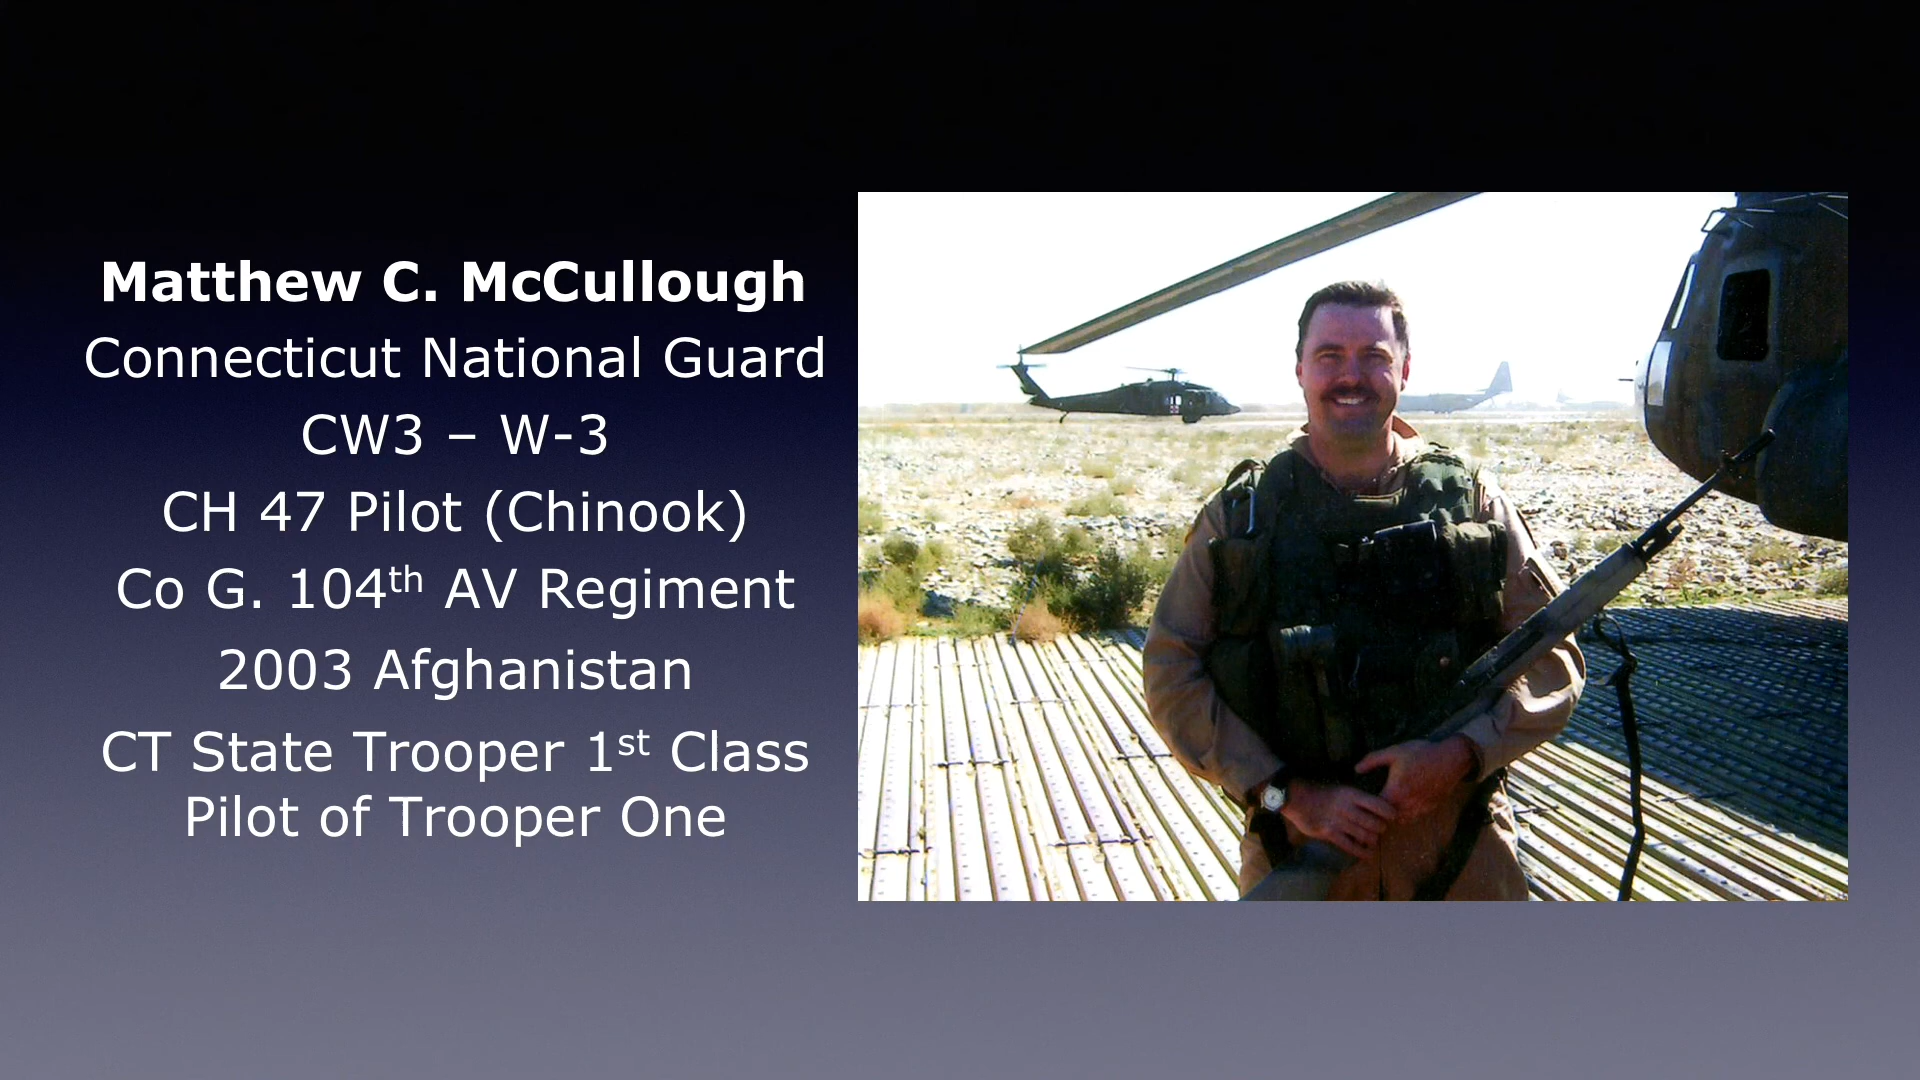 Matthew C. McCullough
Connecticut National Guard
CW3 – W-3
CH 47 Pilot (Chinook)
Co G. 104th AV Regiment
2003 Afghanistan
CT State Trooper 1st Class
Pilot of Trooper One